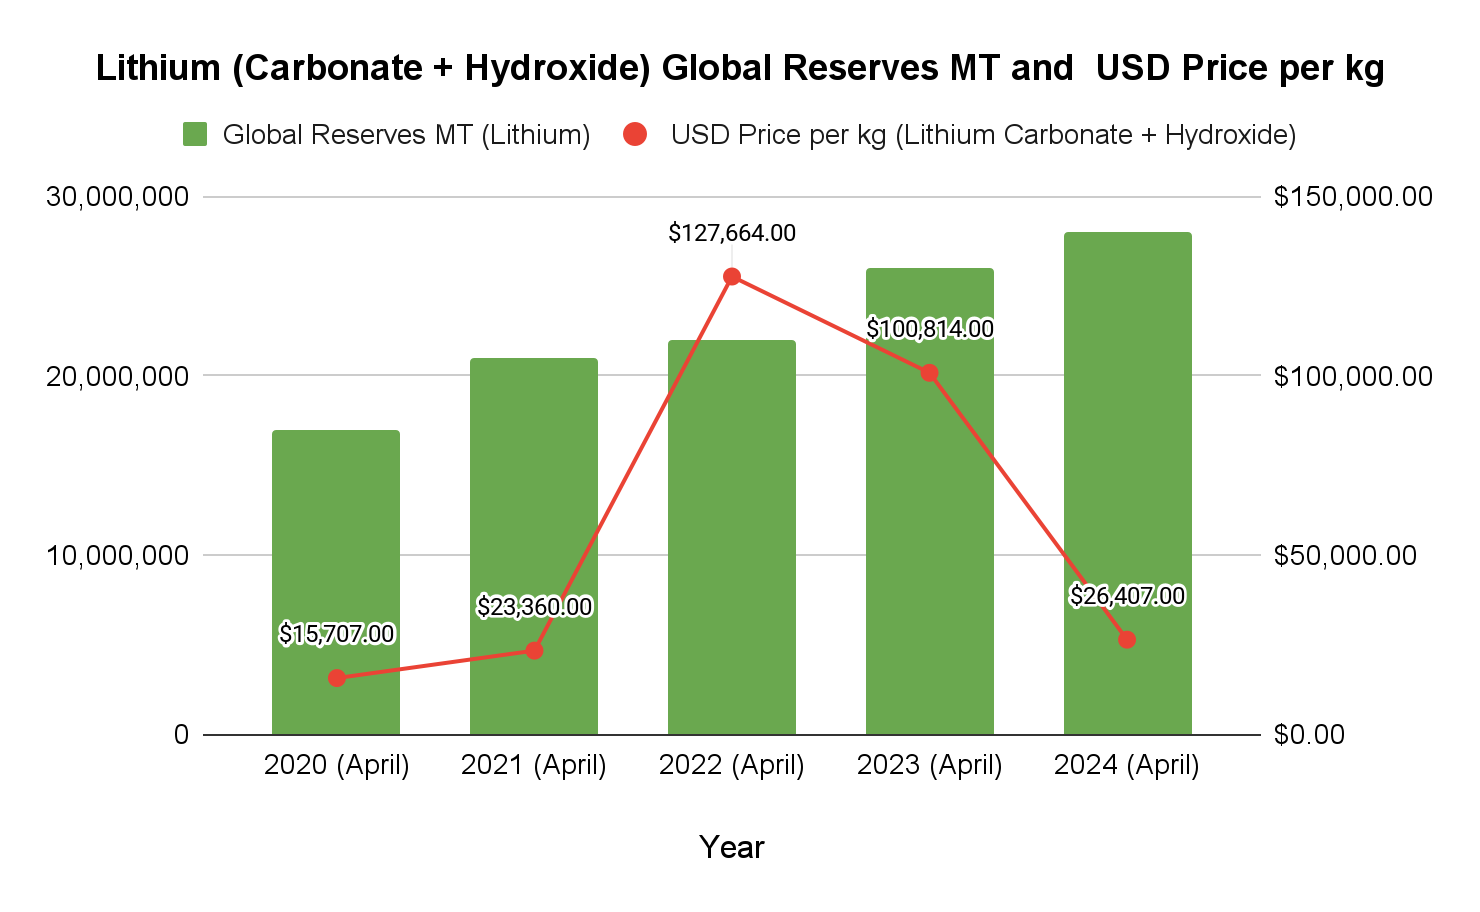 Lithium (Carbonate + Hydroxide) Global Reserves MT and  USD Price per kg
Global Reserves MT (Lithium)
USD Price per kg (Lithium Carbonate + Hydroxide)
30,000,000
20,000,000
10,000,000
0
$150,000.00
$100,000.00
$50,000.00
$0.00
$15,707.00
$23,360.00
$127,664.00
$100,814.00
$26,407.00
2020 (April)
2021 (April)
2022 (April)
2023 (April)
2024 (April)
Year